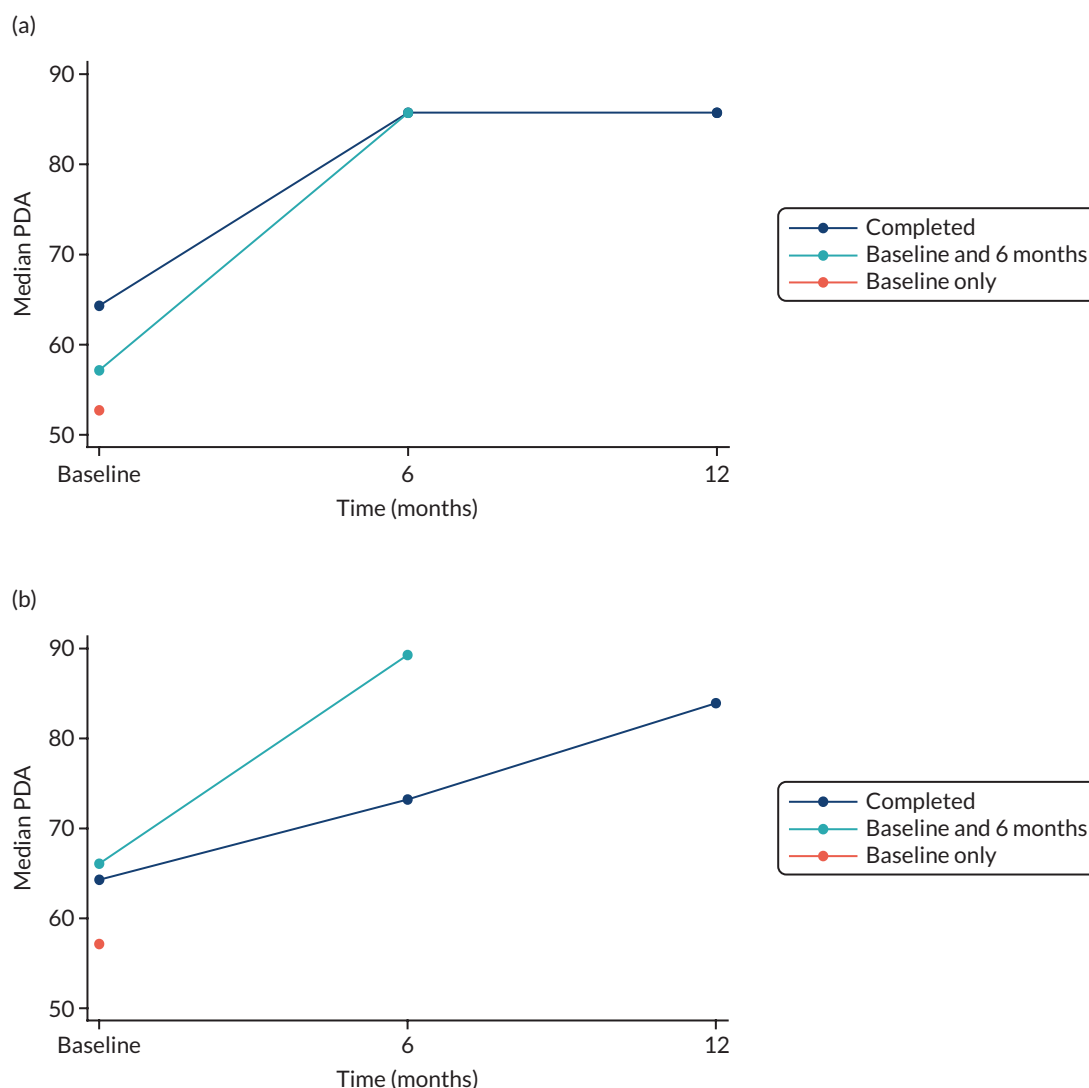 (a)
90
80
70
60
50
Median PDA
Baseline
6
12
Time (months)
Completed
Baseline and 6 months
Baseline only
(b)
90
80
70
60
50
Median PDA
Baseline
6
12
Time (months)
Completed
Baseline and 6 months
Baseline only